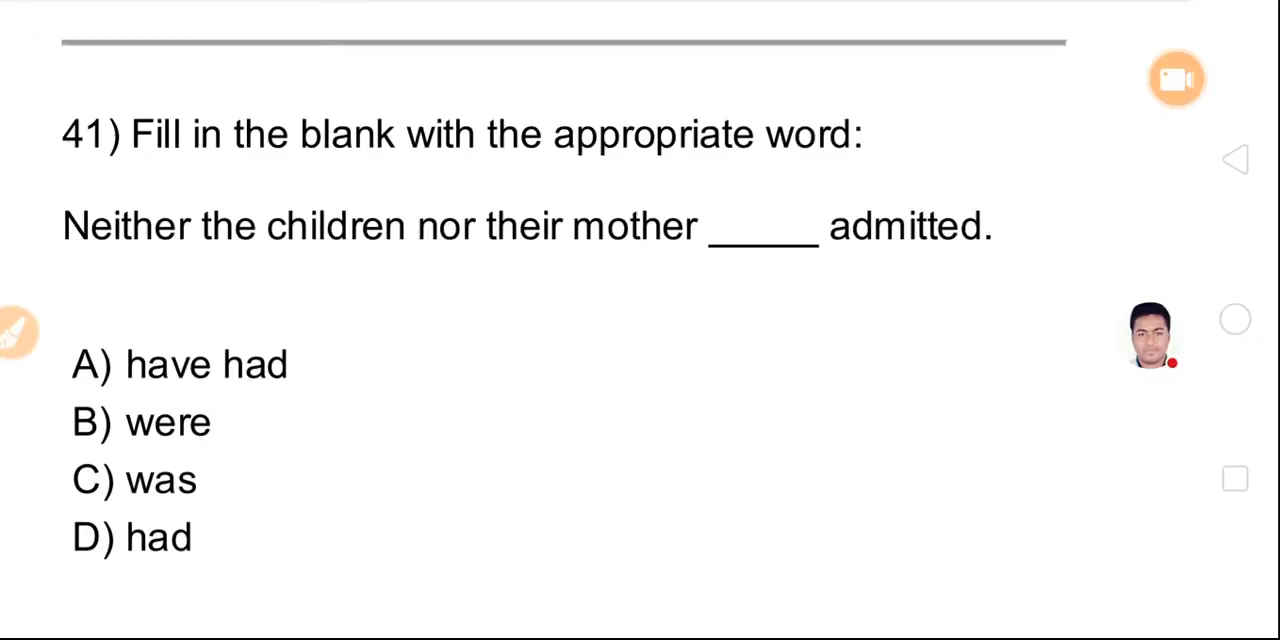 41) Fill in the blank with the appropriate word:
Neither the children nor their mother _____ admitted.
A) have had
B) were
C) was
D) had